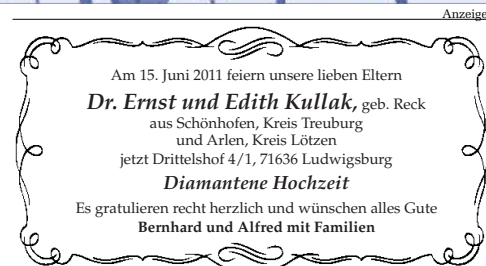 Anzeige
Am 15. Juni 2011 feiern unsere lieben Eltern
Dr. Ernst und Edith Kullak, geb. Reck
aus Schönhofen, Kreis Treuburg
und Arlen, Kreis Lötzen
jetzt Drittelshof 4/1, 71636 Ludwigsburg
Diamantene Hochzeit
Es gratulieren recht herzlich und wünschen alles Gute
Bernhard und Alfred mit Familien